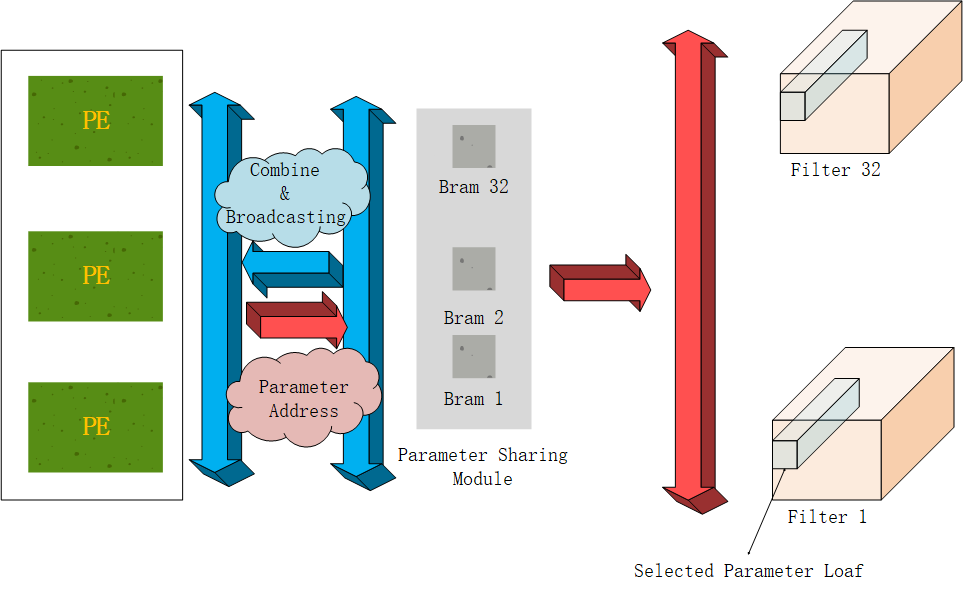 PE
PE
PE
Combine
&
Broadcasting
Parameter
Address
Bram 32
Bram 2
Bram 1
Parameter Sharing
Module
Filter 32
Filter 1
Selected Parameter Loaf